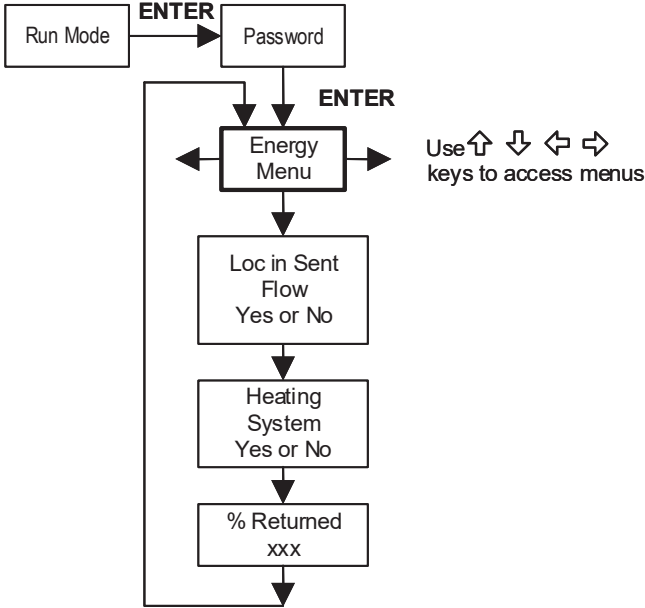 ENTER
Run Mode
Password
ENTER
Energy
Menu
Use
keys to access menus
Loc in Sent
Flow
Yes or No
Heating
System
Yes or No
% Returned
xxx